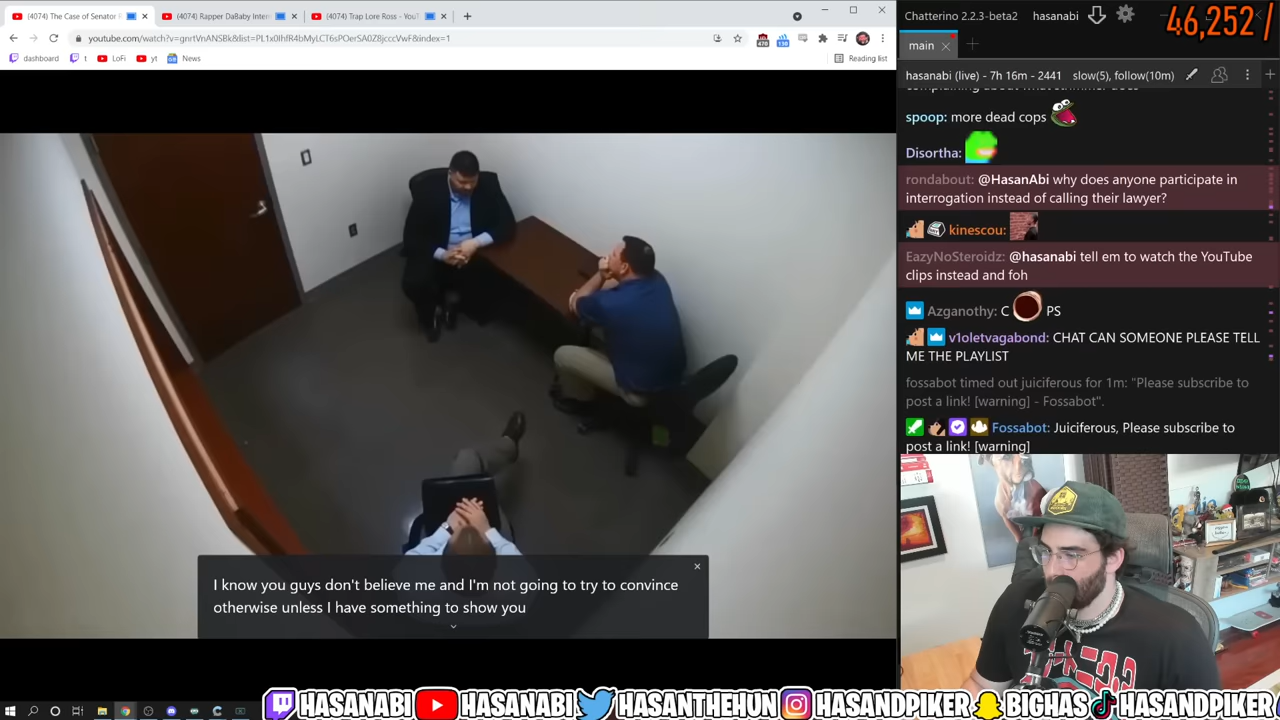 (4074) The Case of Senator R
(4074) Rapper DaBaby Inter
(4074) Trap Lore Ross - YouT
youtube.com/watch?v=gnrtVnANSBk&list=PL1x0lhfR4bMyLCT6sPOerSA0Z8jcccVwF&index=1
dashboard
t
LoFi
yt
News
Reading list
I know you guys don't believe me and I'm not going to try to convince
otherwise unless I have something to show you
Chatterino 2.2.3-beta2
hasanabi
46,252 /
main
hasanabi (live) - 7h 16m - 2441
slow(5), follow(10m)
spoop: more dead cops
Disortha:
rondabout: @HasanAbi why does anyone participate in
interrogation instead of calling their lawyer?
kinescou:
EazyNoSteroidz: @hasanabi tell em to watch the YouTube
clips instead and foh
Azganothy: C PS
v1oletvagabond: CHAT CAN SOMEONE PLEASE TELL
ME THE PLAYLIST
fossabot timed out juiciferous for 1m: "Please subscribe to
post a link! [warning] - Fossabot".
Fossabot: Juiciferous, Please subscribe to
post a link! [warning]
HASANABI
HASANABI
HASANTHEHUN
HASANDPIKER
BIGHAS
HASANDPIKER